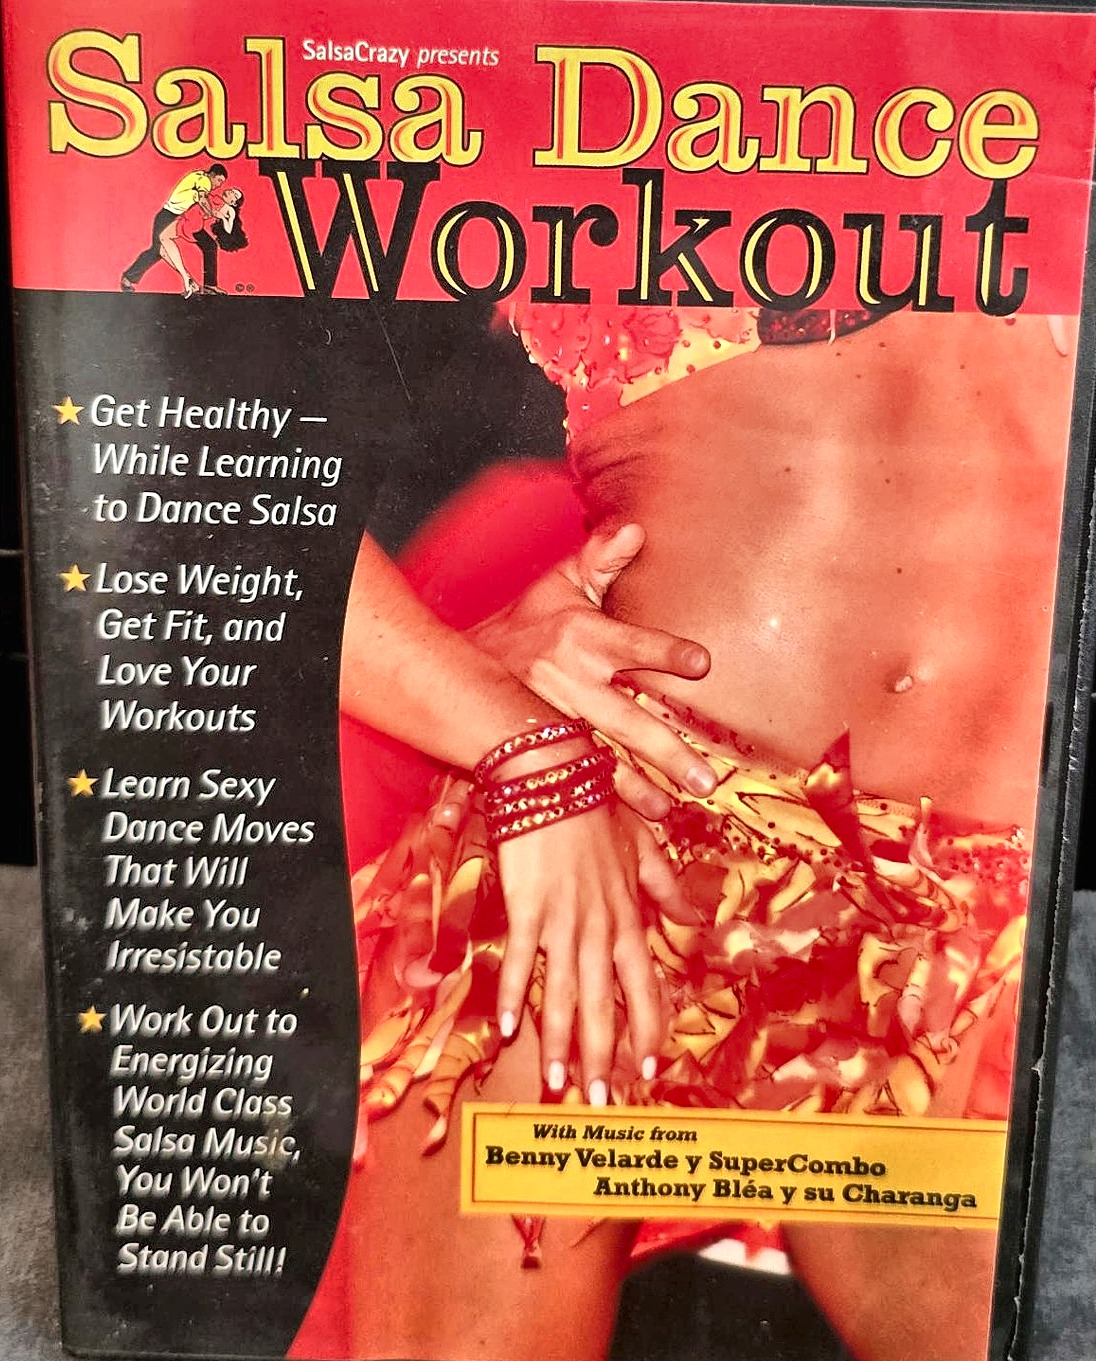 SalsaCrazy presents
Salsa Dance
Workout
Get Healthy –
While Learning
to Dance Salsa
Lose Weight,
Get Fit, and
Love Your
Workouts
Learn Sexy
Dance Moves
That Will
Make You
Irresistable
Work Out to
Energizing
World Class
Salsa Music,
You Won't
Be Able to
Stand Still!
With Music from
Benny Velarde y SuperCombo
Anthony Bléa y su Charanga